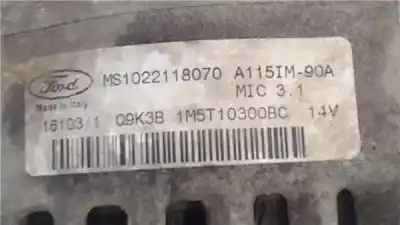 Ford MS1022118070 A115IM-90A
Made in Italy MIC 3.1
16103/1 Q9K3B 1M5T10300BC 14V